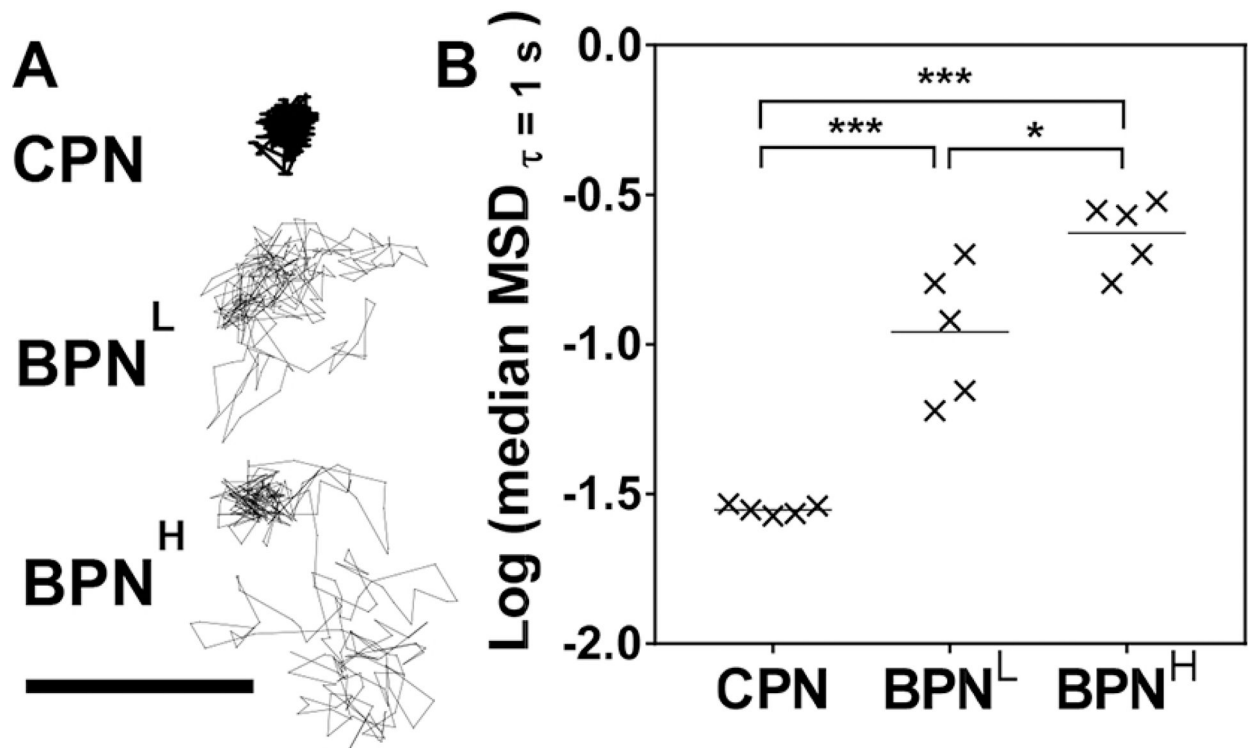 A
CPN
BPN^L
BPN^H
B
Log (median MSD τ = 1 s )
0.0
-0.5
-1.0
-1.5
-2.0
***
***
*
CPN
BPN^L
BPN^H